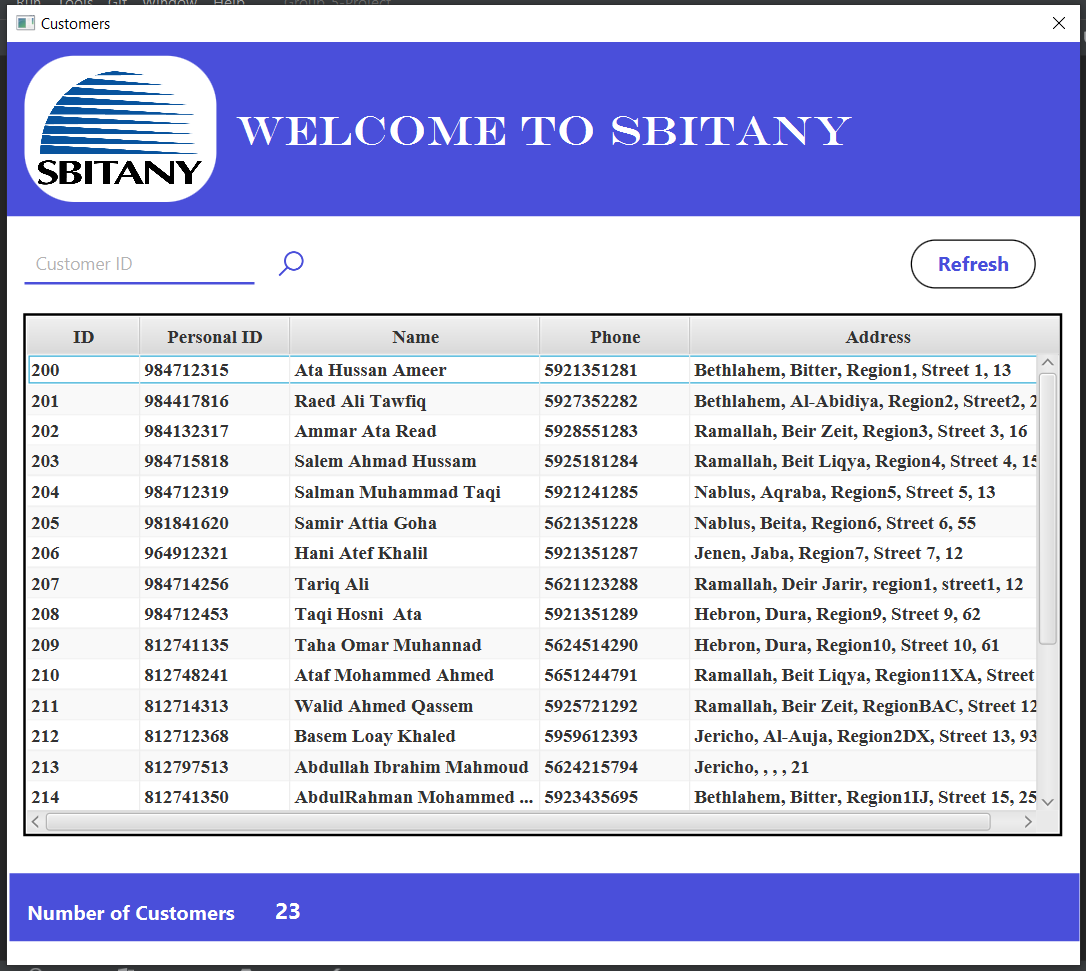 Run Tools Git Window Help Group 5-Project
Customers
SBITANY
WELCOME TO SBITANY
Customer ID
Refresh
ID Personal ID Name Phone Address
200 984712315 Ata Hussan Ameer 5921351281 Bethlahem, Bitter, Region1, Street 1, 13
201 984417816 Raed Ali Tawfiq 5927352282 Bethlahem, Al-Abidiya, Region2, Street2, 2
202 984132317 Ammar Ata Read 5928551283 Ramallah, Beir Zeit, Region3, Street 3, 16
203 984715818 Salem Ahmad Hussam 5925181284 Ramallah, Beit Liqya, Region4, Street 4, 15
204 984712319 Salman Muhammad Taqi 5921241285 Nablus, Aqraba, Region5, Street 5, 13
205 981841620 Samir Attia Goha 5621351228 Nablus, Beita, Region6, Street 6, 55
206 964912321 Hani Atef Khalil 5921351287 Jenen, Jaba, Region7, Street 7, 12
207 984714256 Tariq Ali 5621123288 Ramallah, Deir Jarir, region1, street1, 12
208 984712453 Taqi Hosni  Ata 5921351289 Hebron, Dura, Region9, Street 9, 62
209 812741135 Taha Omar Muhannad 5624514290 Hebron, Dura, Region10, Street 10, 61
210 812748241 Ataf Mohammed Ahmed 5651244791 Ramallah, Beit Liqya, Region11XA, Street
211 812714313 Walid Ahmed Qassem 5925721292 Ramallah, Beir Zeit, RegionBAC, Street 12
212 812712368 Basem Loay Khaled 5959612393 Jericho, Al-Auja, Region2DX, Street 13, 93
213 812797513 Abdullah Ibrahim Mahmoud 5624215794 Jericho, , , , 21
214 812741350 AbdulRahman Mohammed ... 5923435695 Bethlahem, Bitter, Region1IJ, Street 15, 25
Number of Customers 23